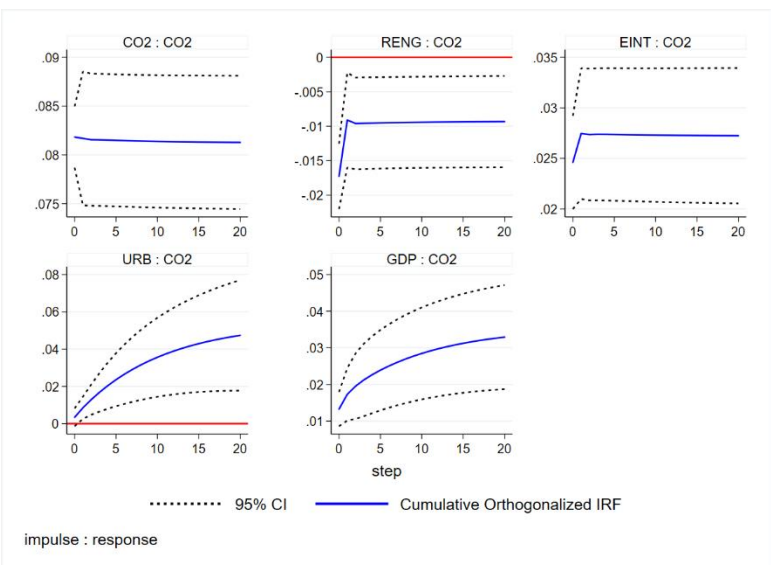 CO2 : CO2
RENG : CO2
EINT : CO2
.09
.085
.08
.075
0 5 10 15 20
0
-.005
-.01
-.015
-.02
0 5 10 15 20
.035
.03
.025
.02
0 5 10 15 20
URB : CO2
GDP : CO2
.08
.06
.04
.02
0
0 5 10 15 20
.05
.04
.03
.02
.01
0 5 10 15 20
step
95% CI
Cumulative Orthogonalized IRF
impulse : response